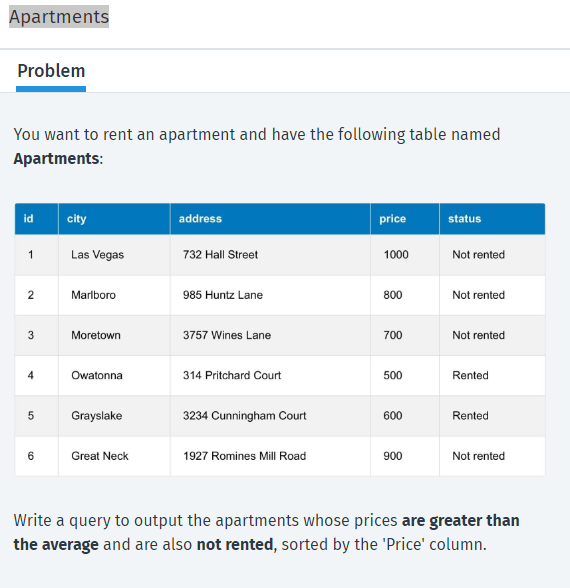 Apartments
Problem
You want to rent an apartment and have the following table named
Apartments:
id city address price status
1 Las Vegas 732 Hall Street 1000 Not rented
2 Marlboro 985 Huntz Lane 800 Not rented
3 Moretown 3757 Wines Lane 700 Not rented
4 Owatonna 314 Pritchard Court 500 Rented
5 Grayslake 3234 Cunningham Court 600 Rented
6 Great Neck 1927 Romines Mill Road 900 Not rented
Write a query to output the apartments whose prices are greater than
the average and are also not rented, sorted by the 'Price' column.